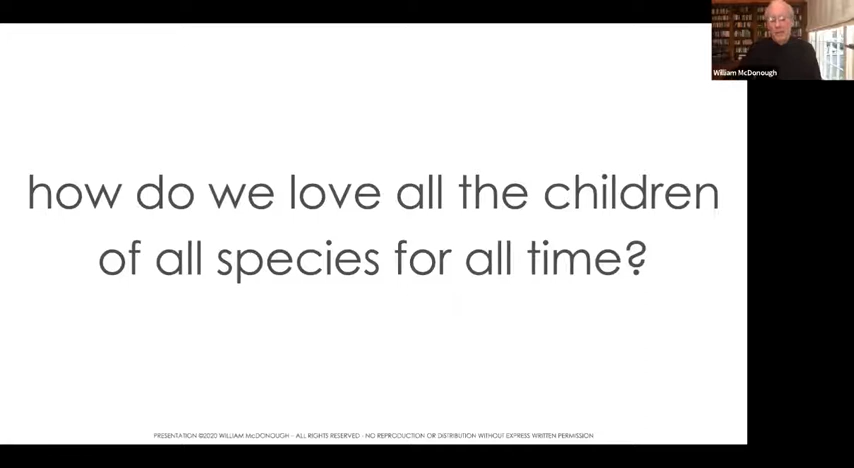 William McDonough
how do we love all the children
of all species for all time?
PRESENTATION ©2020 WILLIAM McDONOUGH - ALL RIGHTS RESERVED - NO REPRODUCTION OR DISTRIBUTION WITHOUT EXPRESS WRITTEN PERMISSION